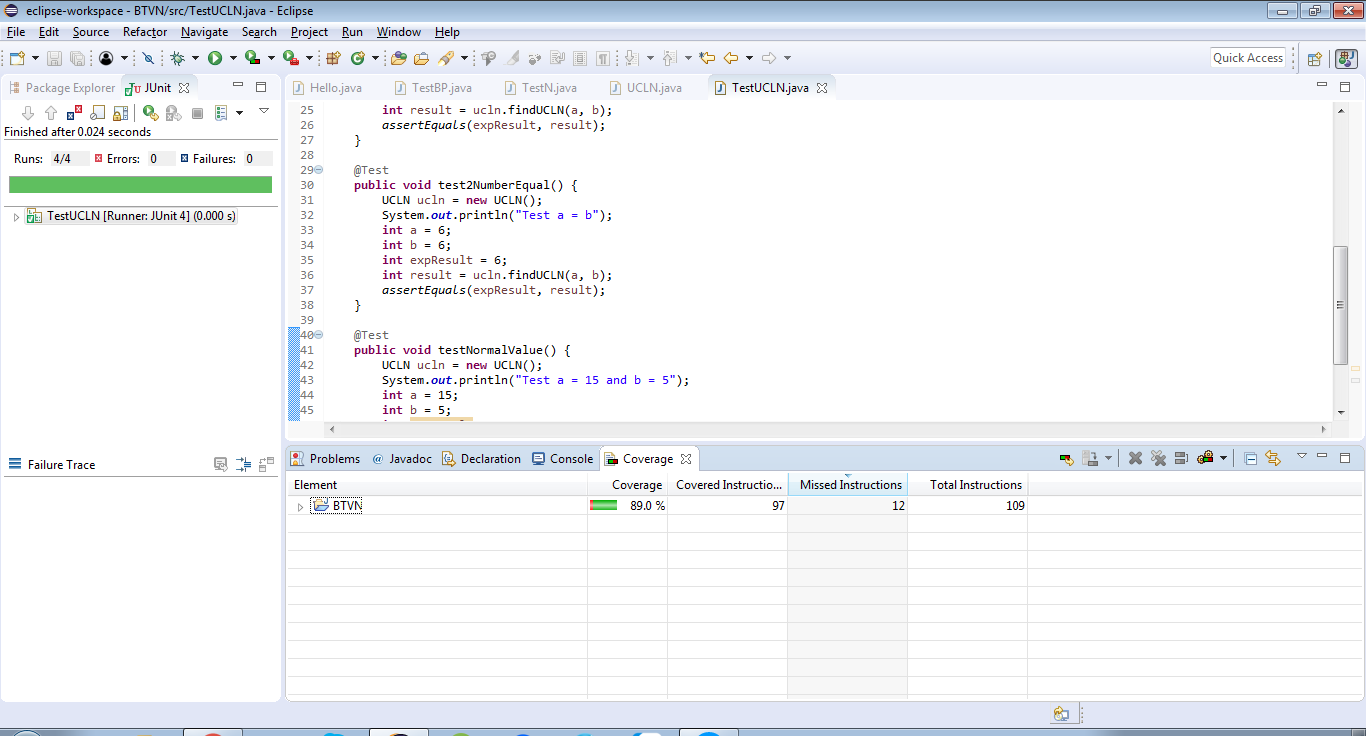 eclipse-workspace - BTVN/src/TestUCLN.java - Eclipse
File Edit Source Refactor Navigate Search Project Run Window Help
Quick Access
Package Explorer JUnit
Finished after 0.024 seconds
Runs: 4/4 Errors: 0 Failures: 0
TestUCLN [Runner: JUnit 4] (0.000 s)
Failure Trace
Hello.java TestBP.java TestN.java UCLN.java TestUCLN.java
25 int result = ucln.findUCLN(a, b);
26 assertEquals(expResult, result);
27 }
28
29 @Test
30 public void test2NumberEqual() {
31 UCLN ucln = new UCLN();
32 System.out.println("Test a = b");
33 int a = 6;
34 int b = 6;
35 int expResult = 6;
36 int result = ucln.findUCLN(a, b);
37 assertEquals(expResult, result);
38 }
39
40 @Test
41 public void testNormalValue() {
42 UCLN ucln = new UCLN();
43 System.out.println("Test a = 15 and b = 5");
44 int a = 15;
45 int b = 5;
Problems @ Javadoc Declaration Console Coverage
Element Coverage Covered Instructio... Missed Instructions Total Instructions
BTVN 89.0 % 97 12 109